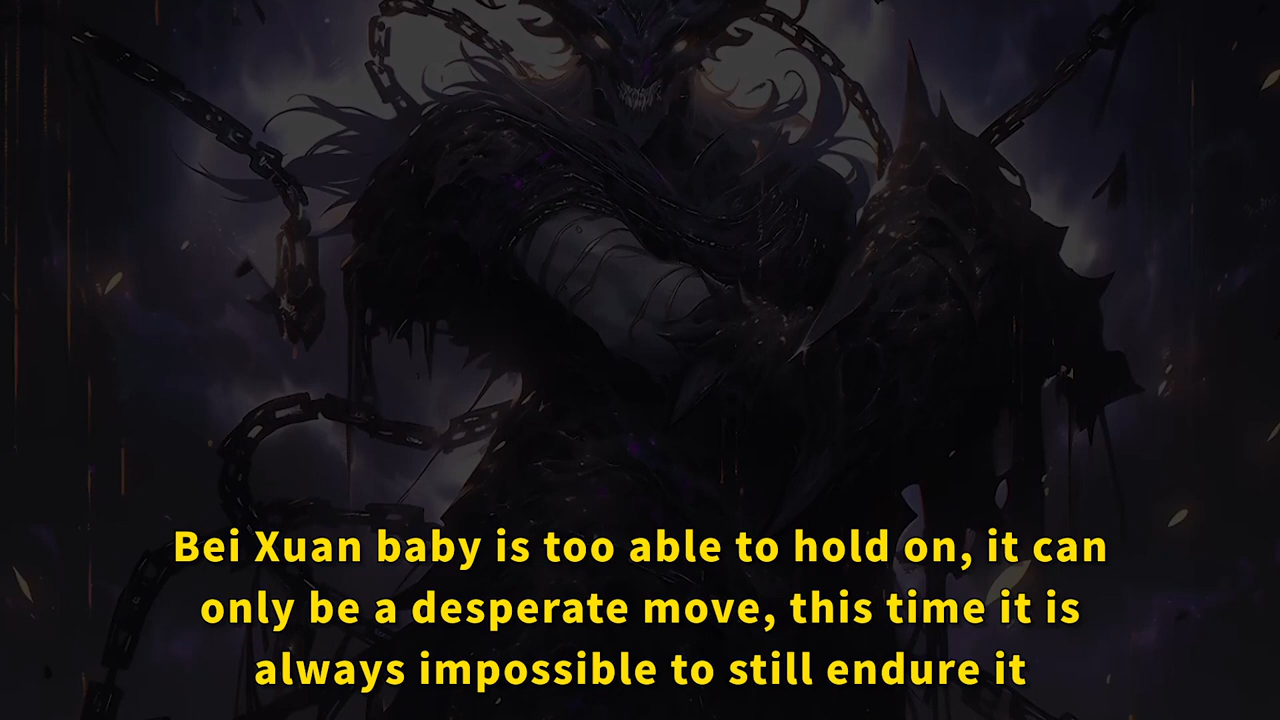 Bei Xuan baby is too able to hold on, it can
only be a desperate move, this time it is
always impossible to still endure it